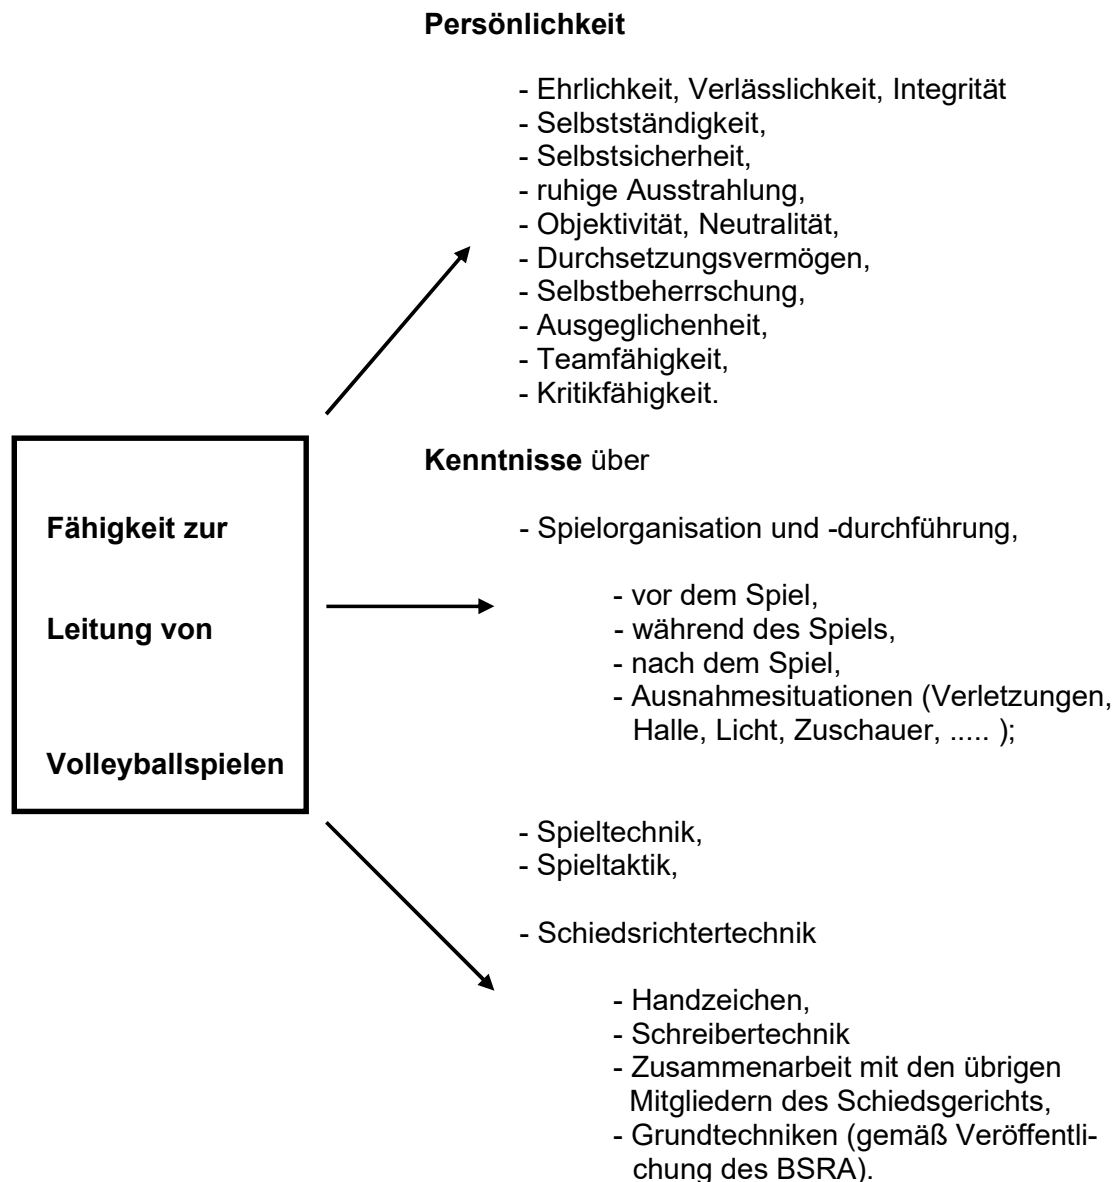 Persönlichkeit
- Ehrlichkeit, Verlässlichkeit, Integrität
- Selbstständigkeit,
- Selbstsicherheit,
- ruhige Ausstrahlung,
- Objektivität, Neutralität,
- Durchsetzungsvermögen,
- Selbstbeherrschung,
- Ausgeglichenheit,
- Teamfähigkeit,
- Kritikfähigkeit.
Fähigkeit zur
Leitung von
Volleyballspielen
Kenntnisse über
- Spielorganisation und -durchführung,
- vor dem Spiel,
- während des Spiels,
- nach dem Spiel,
- Ausnahmesituationen (Verletzungen,
Halle, Licht, Zuschauer, ..... );
- Spieltechnik,
- Spieltaktik,
- Schiedsrichtertechnik
- Handzeichen,
- Schreibertechnik
- Zusammenarbeit mit den übrigen
Mitgliedern des Schiedsgerichts,
- Grundtechniken (gemäß Veröffentli-
chung des BSRA).